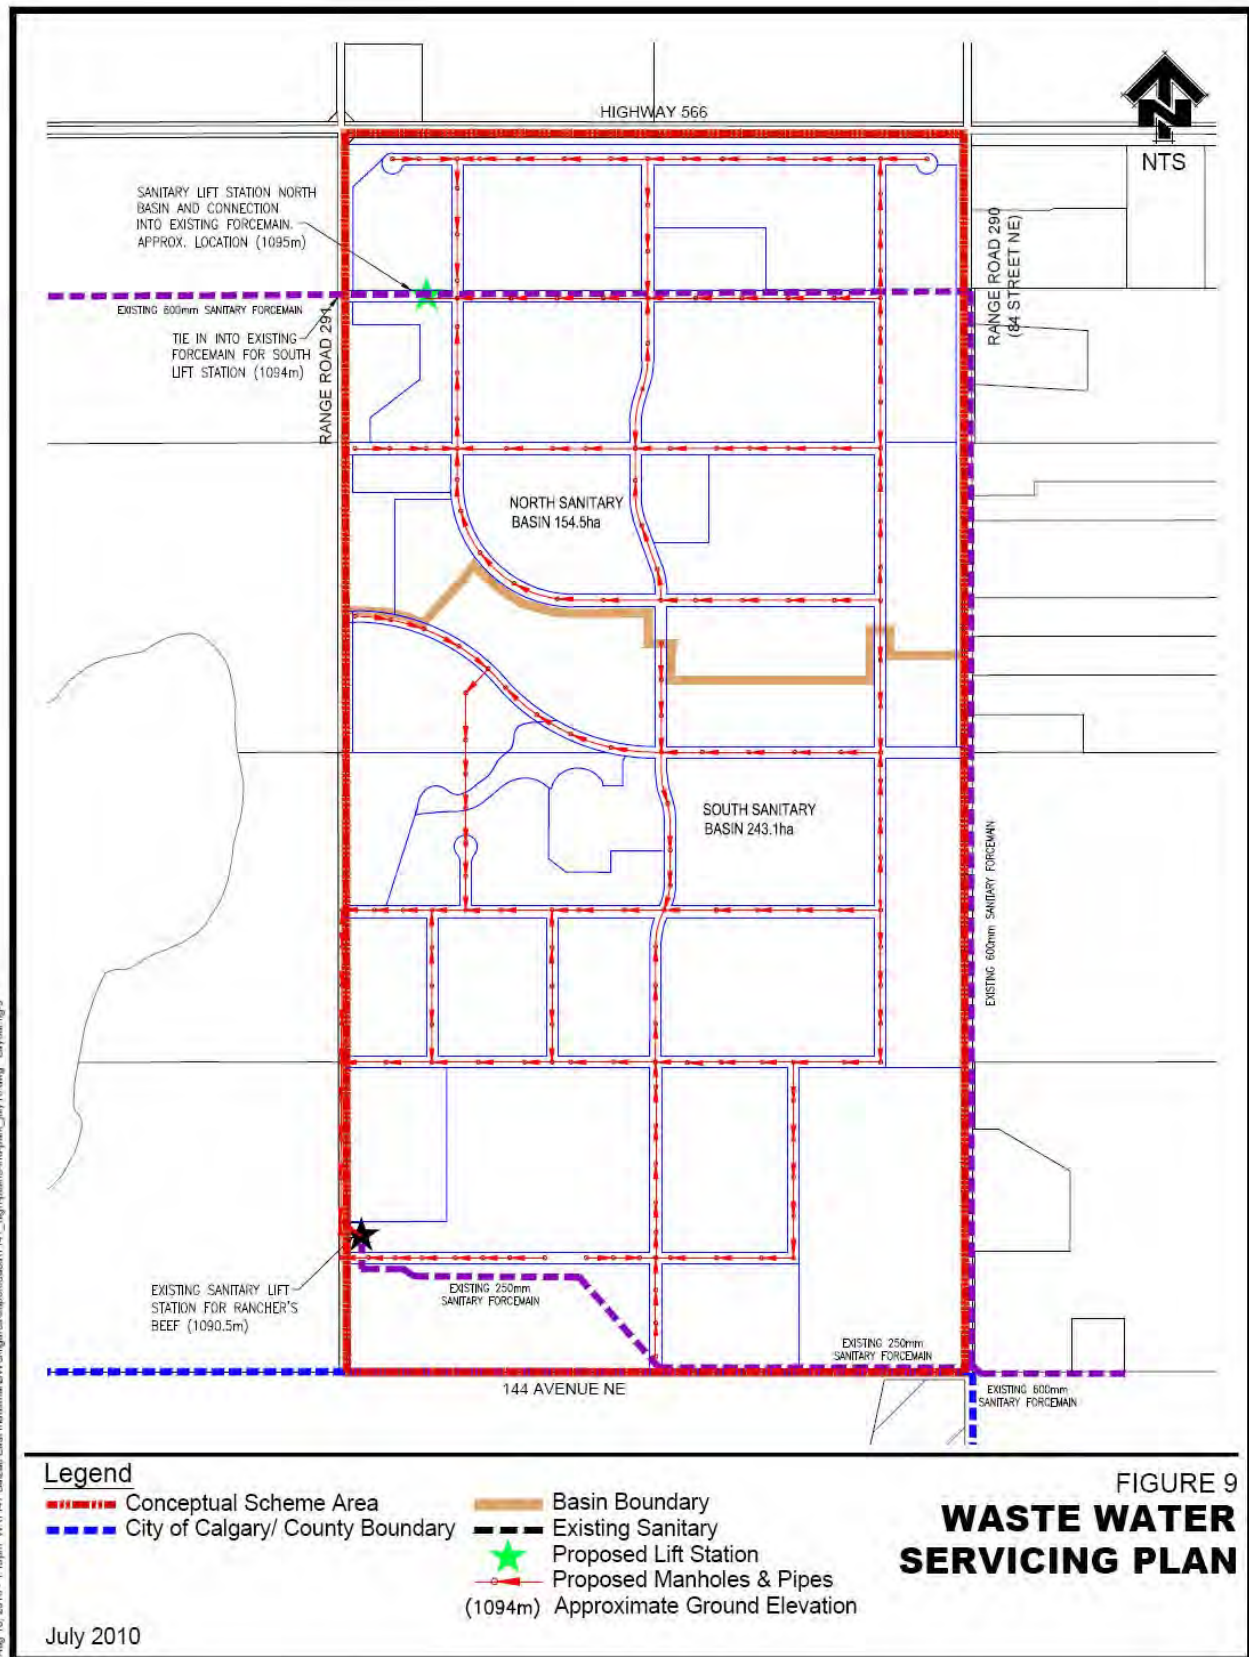 HIGHWAY 566
N
NTS
SANITARY LIFT STATION NORTH
BASIN AND CONNECTION
INTO EXISTING FORCEMAIN.
APPROX. LOCATION (1095m)
EXISTING 600mm SANITARY FORCEMAIN
TIE IN INTO EXISTING
FORCEMAIN FOR SOUTH
LIFT STATION (1094m)
RANGE ROAD 291
RANGE ROAD 290
(84 STREET NE)
NORTH SANITARY
BASIN 154.5ha
SOUTH SANITARY
BASIN 243.1ha
EXISTING 600mm SANITARY FORCEMAIN
EXISTING SANITARY LIFT
STATION FOR RANCHER'S
BEEF (1090.5m)
EXISTING 250mm
SANITARY FORCEMAIN
EXISTING 250mm
SANITARY FORCEMAIN
144 AVENUE NE
EXISTING 600mm
SANITARY FORCEMAIN
Legend
Conceptual Scheme Area
City of Calgary/ County Boundary
Basin Boundary
Existing Sanitary
Proposed Lift Station
Proposed Manholes & Pipes
(1094m) Approximate Ground Elevation
FIGURE 9
WASTE WATER
SERVICING PLAN
July 2010